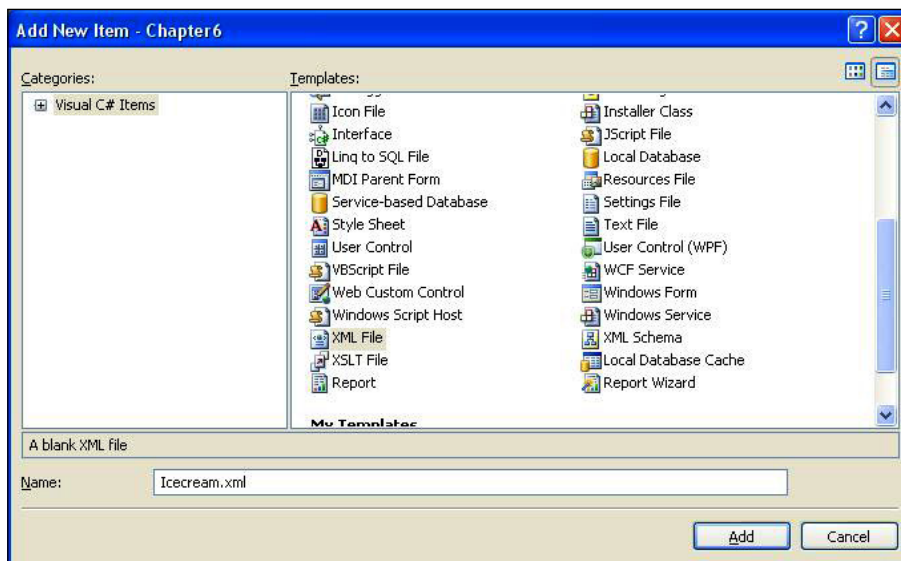 Add New Item - Chapter6
Categories:
Templates:
Visual C# Items
Icon File
Installer Class
Interface
JScript File
Linq to SQL File
Local Database
MDI Parent Form
Resources File
Service-based Database
Settings File
Style Sheet
Text File
User Control
User Control (WPF)
VBScript File
WCF Service
Web Custom Control
Windows Form
Windows Script Host
Windows Service
XML File
XML Schema
XSLT File
Local Database Cache
Report
Report Wizard
My Templates
A blank XML file
Name:
Icecream.xml
Add
Cancel